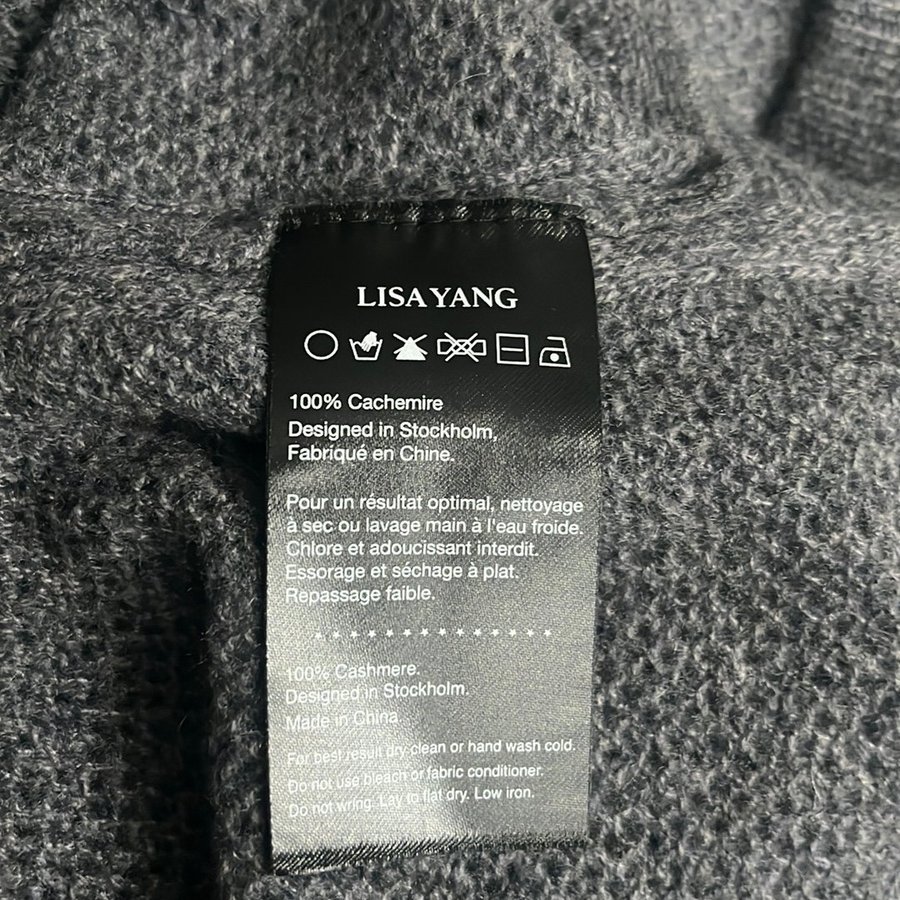 LISA YANG
100% Cachemire
Designed in Stockholm,
Fabriqué en Chine.
Pour un résultat optimal, nettoyage
à sec ou lavage main à l'eau froide.
Chlore et adoucissant interdit.
Essorage et séchage à plat.
Repassage faible.
100% Cashmere.
Designed in Stockholm.
Made in China
For best result dry clean or hand wash cold.
Do not use bleach or fabric conditioner.
Do not wring. Lay to flat dry. Low iron.